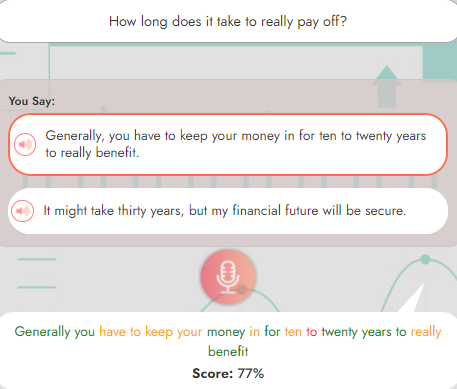 How long does it take to really pay off?
You Say:
Generally, you have to keep your money in for ten to twenty years
to really benefit.
It might take thirty years, but my financial future will be secure.
Generally you have to keep your money in for ten to twenty years to really
benefit
Score: 77%